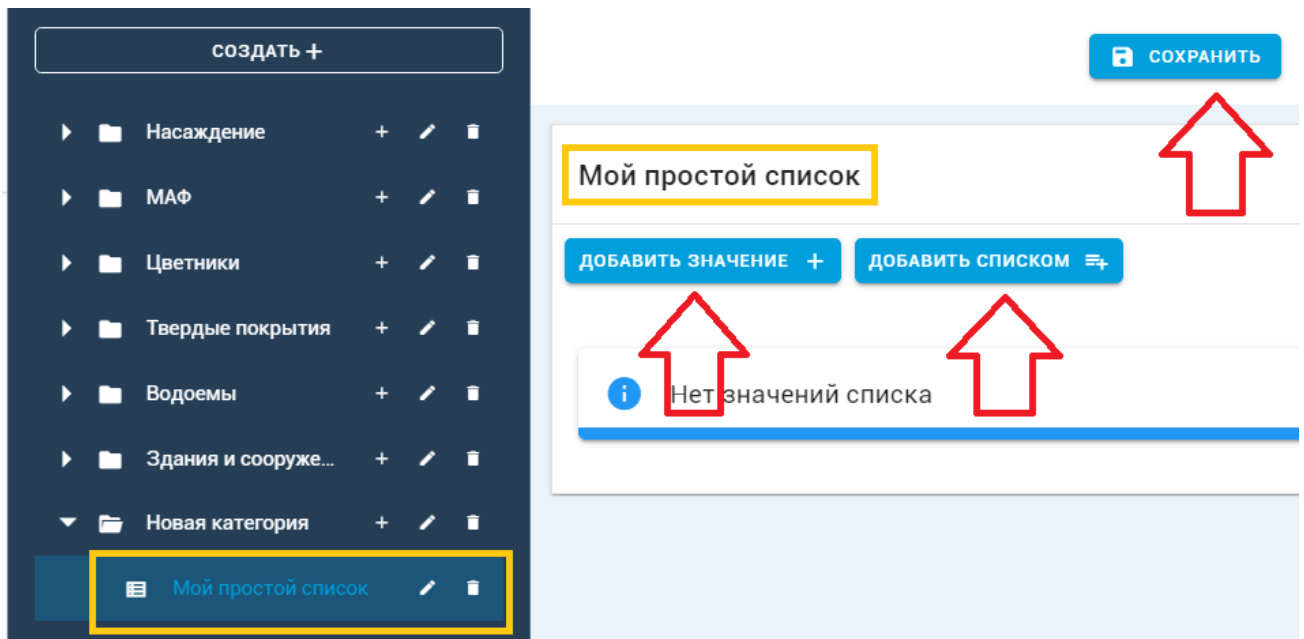 СОЗДАТЬ +
Насаждение
МАФ
Цветники
Твердые покрытия
Водоемы
Здания и сооруже...
Новая категория
Мой простой список
СОХРАНИТЬ
Мой простой список
ДОБАВИТЬ ЗНАЧЕНИЕ +
ДОБАВИТЬ СПИСКОМ
Нет значений списка